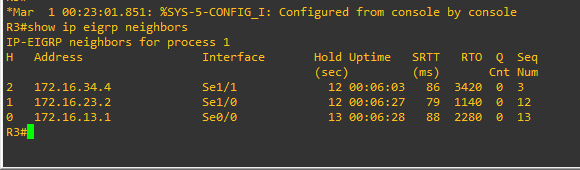 *Mar  1 00:23:01.851: %SYS-5-CONFIG_I: Configured from console by console
R3#show ip eigrp neighbors
IP-EIGRP neighbors for process 1
H   Address                 Interface       Hold Uptime   SRTT   RTO  Q  Seq
                                            (sec)         (ms)       Cnt Num
2   172.16.34.4             Se1/1             12 00:06:03   86  3420  0  3
1   172.16.23.2             Se1/0             12 00:06:27   79  1140  0  12
0   172.16.13.1             Se0/0             13 00:06:28   88  2280  0  13
R3#